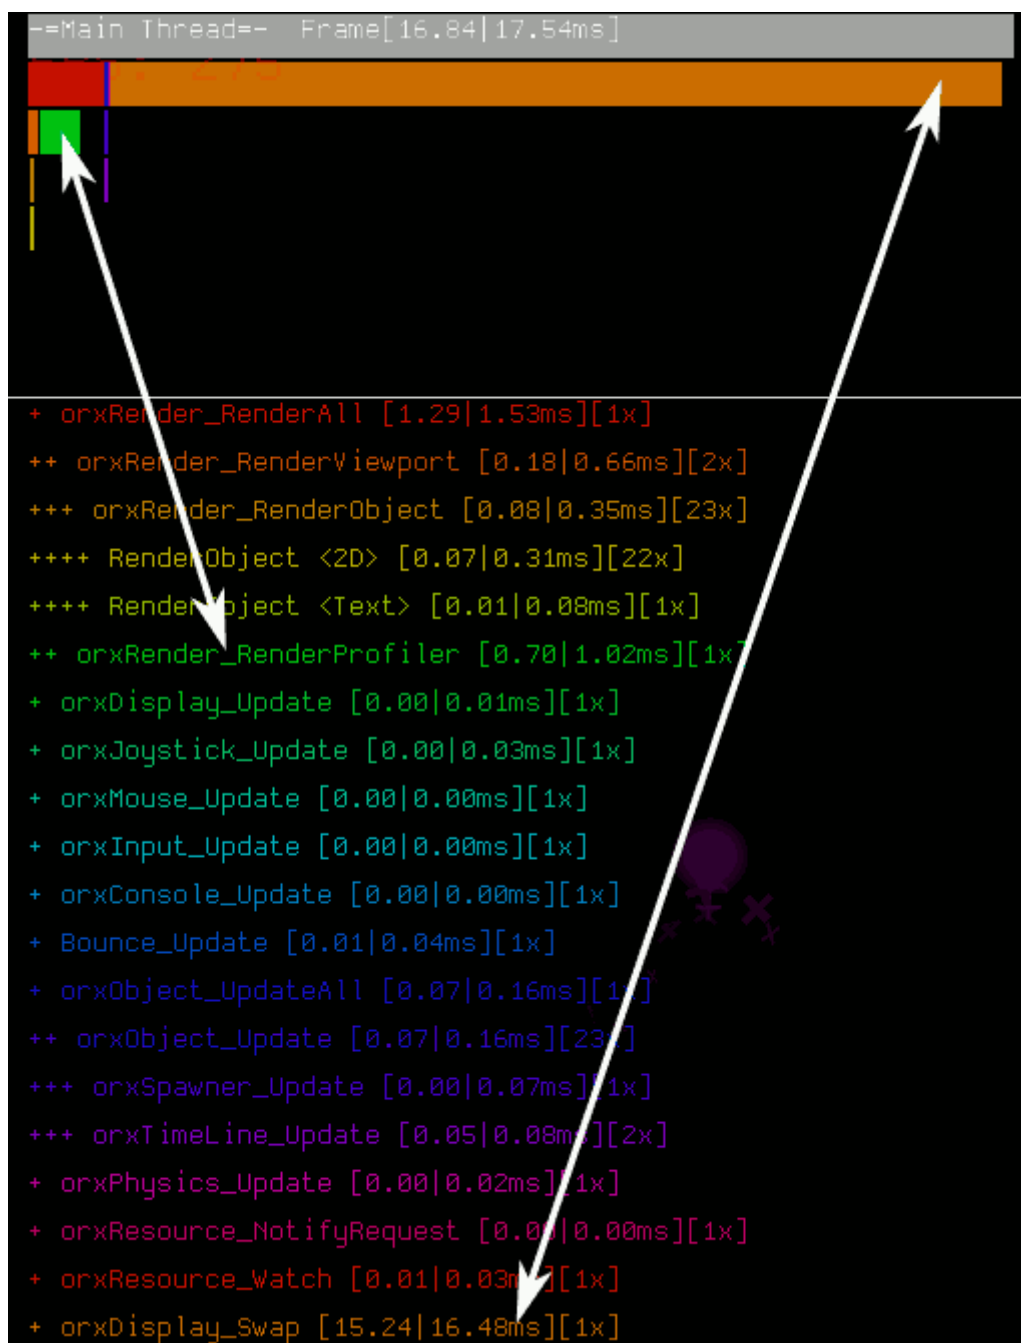 -=Main Thread=- Frame[16.84|17.54ms]
+ orxRender_RenderAll [1.29|1.53ms][1x]
++ orxRender_RenderViewport [0.18|0.66ms][2x]
+++ orxRender_RenderObject [0.08|0.35ms][23x]
++++ RenderObject <2D> [0.07|0.31ms][22x]
++++ RenderObject <Text> [0.01|0.08ms][1x]
++ orxRender_RenderProfiler [0.70|1.02ms][1x]
+ orxDisplay_Update [0.00|0.01ms][1x]
+ orxJoystick_Update [0.00|0.03ms][1x]
+ orxMouse_Update [0.00|0.00ms][1x]
+ orxInput_Update [0.00|0.00ms][1x]
+ orxConsole_Update [0.00|0.00ms][1x]
+ Bounce_Update [0.01|0.04ms][1x]
+ orxObject_UpdateAll [0.07|0.16ms][1x]
++ orxObject_Update [0.07|0.16ms][23x]
+++ orxSpawner_Update [0.00|0.07ms][1x]
+++ orxTimeLine_Update [0.05|0.08ms][2x]
+ orxPhysics_Update [0.00|0.02ms][1x]
+ orxResource_NotifyRequest [0.00|0.00ms][1x]
+ orxResource_Watch [0.01|0.03ms][1x]
+ orxDisplay_Swap [15.24|16.48ms][1x]